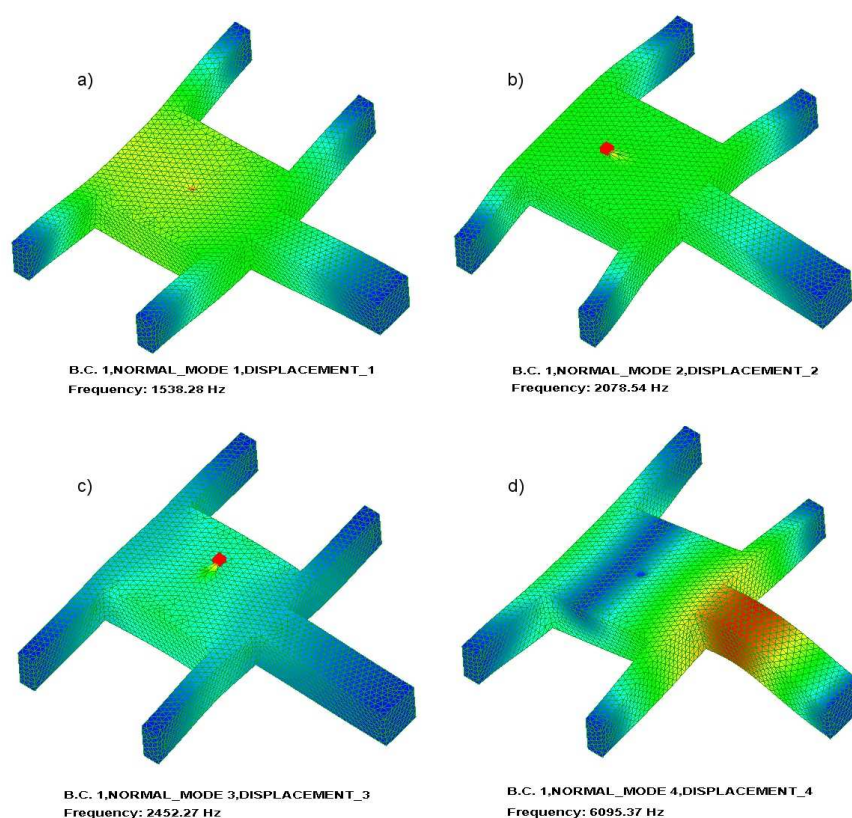 a)
B.C. 1,NORMAL_MODE 1,DISPLACEMENT_1
Frequency: 1538.28 Hz
b)
B.C. 1,NORMAL_MODE 2,DISPLACEMENT_2
Frequency: 2078.54 Hz
c)
B.C. 1,NORMAL_MODE 3,DISPLACEMENT_3
Frequency: 2452.27 Hz
d)
B.C. 1,NORMAL_MODE 4,DISPLACEMENT_4
Frequency: 6095.37 Hz